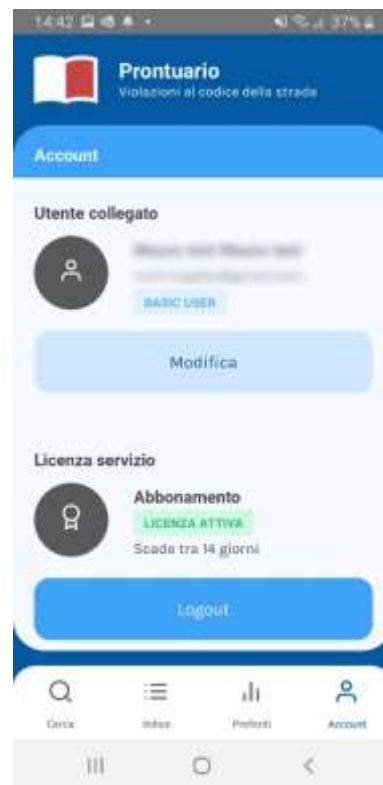 14:42
37%
Prontuario
Violazioni al codice della strada
Account
Utente collegato
BASIC USER
Modifica
Licenza servizio
Abbonamento
LICENZA ATTIVA
Scade tra 14 giorni
Logout
Cerca Indice Preferiti Account